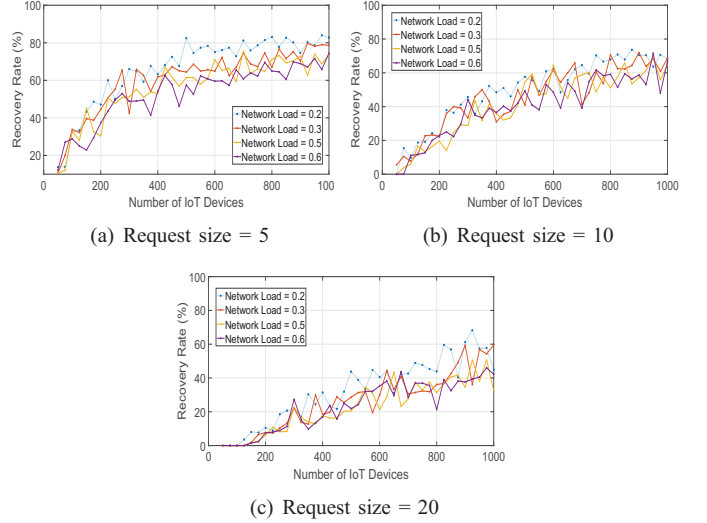 100
80
60
40
20
Recovery Rate (%)
Network Load = 0.2
Network Load = 0.3
Network Load = 0.5
Network Load = 0.6
0 200 400 600 800 100
Number of IoT Devices
(a) Request size = 5
100
80
60
40
20
0
Recovery Rate (%)
Network Load = 0.2
Network Load = 0.3
Network Load = 0.5
Network Load = 0.6
0 200 400 600 800 1000
Number of IoT Devices
(b) Request size = 10
100
80
60
40
20
0
Recovery Rate (%)
Network Load = 0.2
Network Load = 0.3
Network Load = 0.5
Network Load = 0.6
200 400 600 800 1000
Number of IoT Devices
(c) Request size = 20